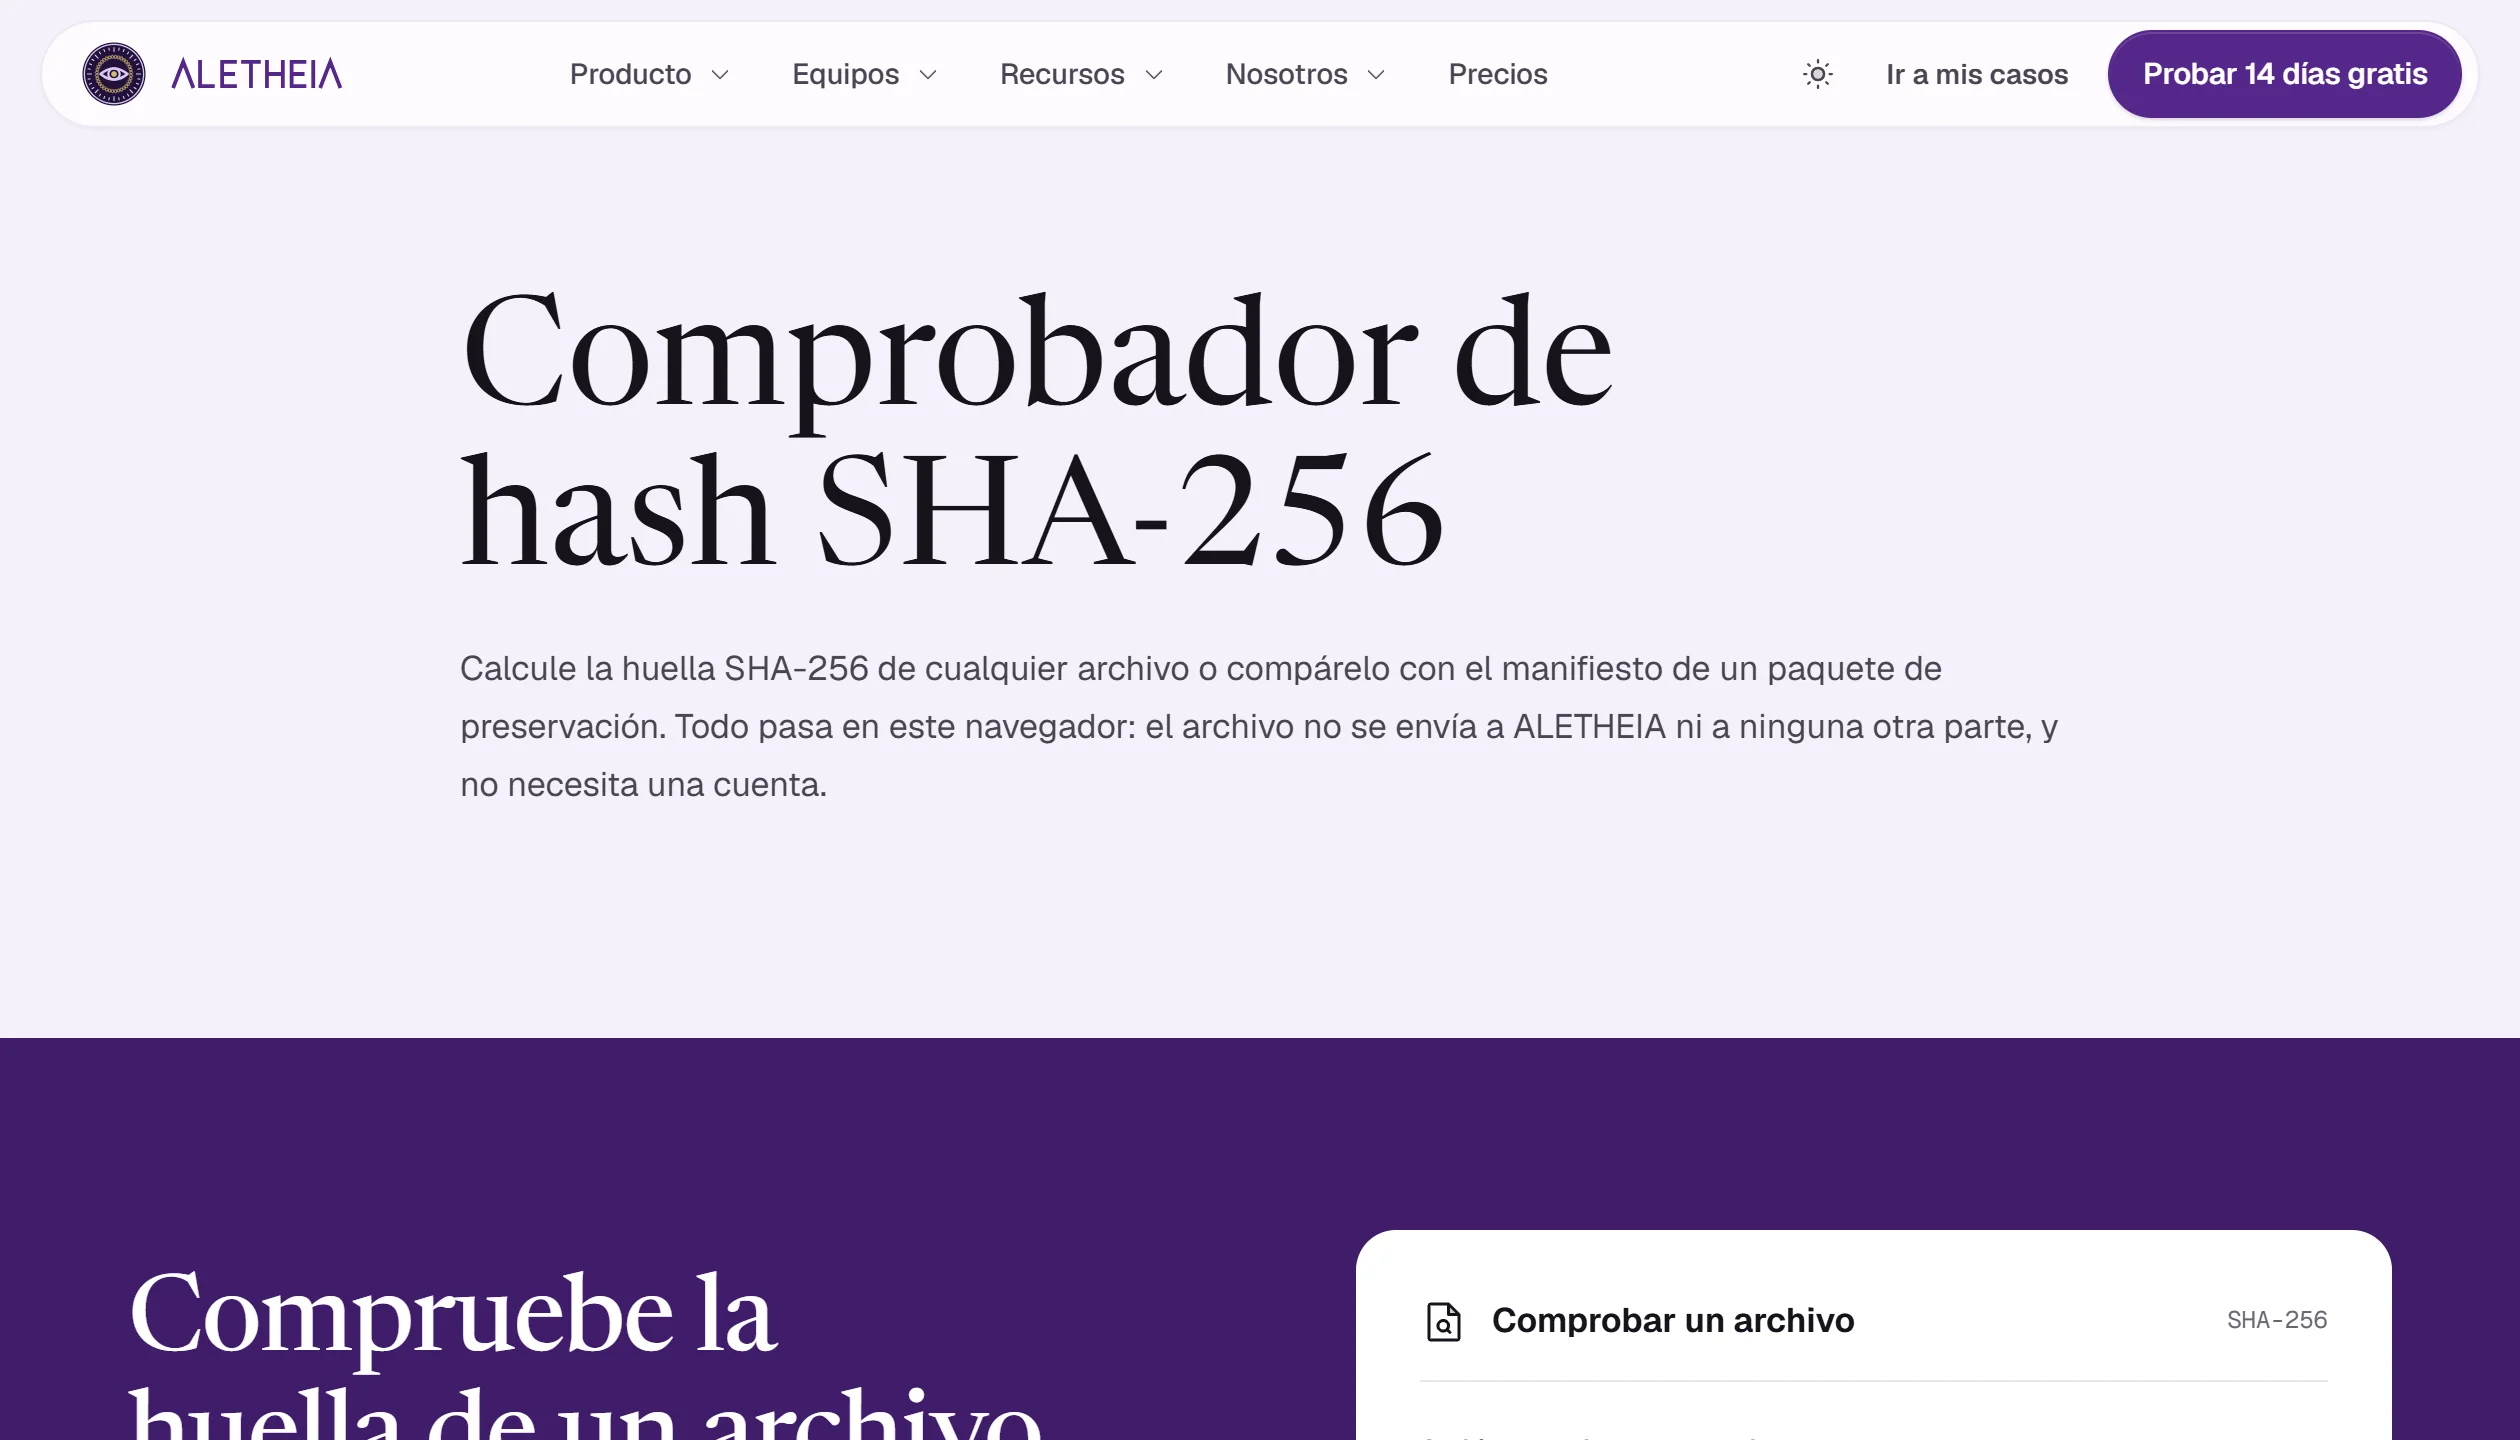 ALETHEIA
Producto
Equipos
Recursos
Nosotros
Precios
Ir a mis casos
Probar 14 días gratis
Comprobador de
hash SHA-256
Calcule la huella SHA-256 de cualquier archivo o compárelo con el manifiesto de un paquete de
preservación. Todo pasa en este navegador: el archivo no se envía a ALETHEIA ni a ninguna otra parte, y
no necesita una cuenta.
Compruebe la
huella de un archivo
Comprobar un archivo
SHA-256